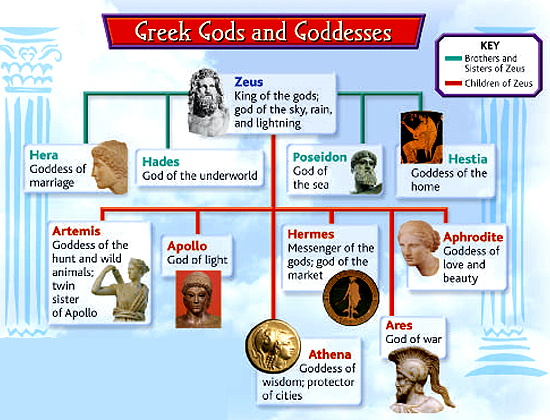 Greek Gods and Goddesses
KEY
Brothers and
Sisters of Zeus
Children of Zeus
Zeus
King of the gods;
god of the sky, rain,
and lightning
Hera
Goddess of
marriage
Hades
God of the underworld
Poseidon
God of
the sea
Hestia
Goddess of the
home
Artemis
Goddess of the
hunt and wild
animals;
twin
sister
of Apollo
Apollo
God of light
Hermes
Messenger of the
gods; god of the
market
Aphrodite
Goddess
of love and
beauty
Athena
Goddess of
wisdom; protector
of cities
Ares
God of war